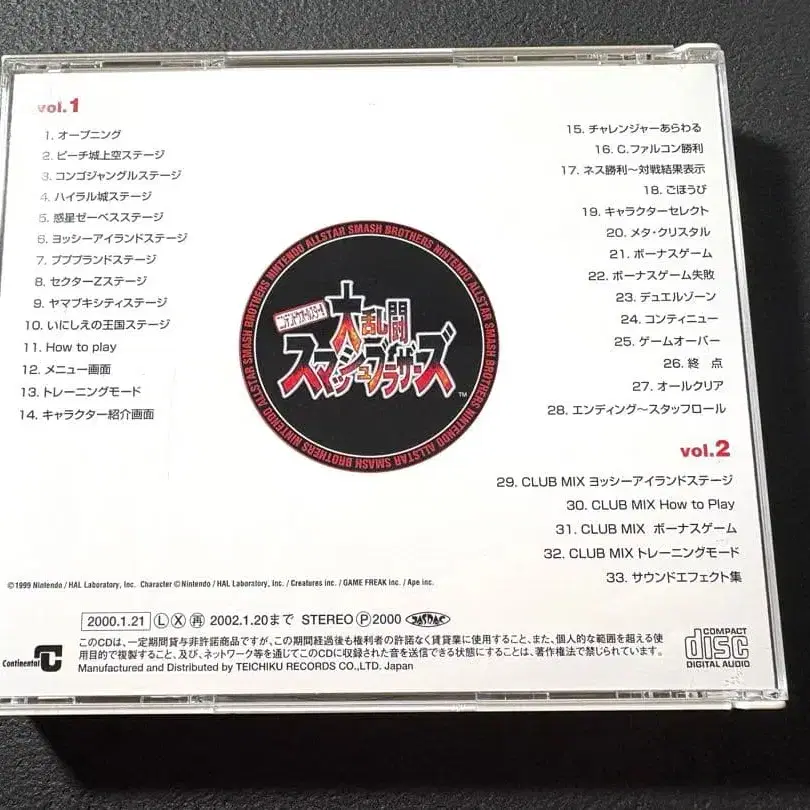 vol.1
1. オープニング
2. ピーチ城上空ステージ
3. コンゴジャングルステージ
4. ハイラル城ステージ
5. 惑星ゼーベスステージ
6. ヨッシーアイランドステージ
7. プププランドステージ
8. セクターZステージ
9. ヤマブキシティステージ
10. いにしえの王国ステージ
11. How to play
12. メニュー画面
13. トレーニングモード
14. キャラクター紹介画面
NINTENDO ALLSTAR SMASH BROTHERS NINTENDO ALLSTAR SMASH BROTHERS NINTENDO ALLSTAR SMASH BROTHERS
ニンテンドウオールスター!
大乱闘
スマッシュブラザーズ
TM
15. チャレンジャーあらわる
16. C.ファルコン勝利
17. ネス勝利〜対戦結果表示
18. ごほうび
19. キャラクターセレクト
20. メタ・クリスタル
21. ボーナスゲーム
22. ボーナスゲーム失敗
23. デュエルゾーン
24. コンティニュー
25. ゲームオーバー
26. 終 点
27. オールクリア
28. エンディング〜スタッフロール
vol.2
29. CLUB MIX ヨッシーアイランドステージ
30. CLUB MIX How to Play
31. CLUB MIX ボーナスゲーム
32. CLUB MIX トレーニングモード
33. サウンドエフェクト集
©1999 Nintendo / HAL Laboratory, Inc. Character © Nintendo / HAL Laboratory, Inc. / Creatures inc. / GAME FREAK inc. / Ape inc.
2000.1.21 Ⓛ Ⓧ ㊞再 2002.1.20まで STEREO Ⓟ2000 JASRAC
このCDは、一定期間貸与非許諾商品ですが、この期間経過後も権利者の許諾なく賃貸業に使用すること、また、個人的な範囲を超える使
用目的で複製すること、及び、ネットワーク等を通じてこのCDに収録された音を送信できる状態にすることは、著作権法で禁じられています。
Manufactured and Distributed by TEICHIKU RECORDS CO.,LTD. Japan
Continental
COMPACT
disc
DIGITAL AUDIO